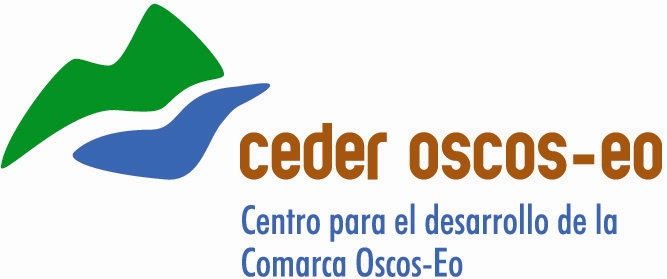 ceder oscos-eo
Centro para el desarrollo de la
Comarca Oscos-Eo